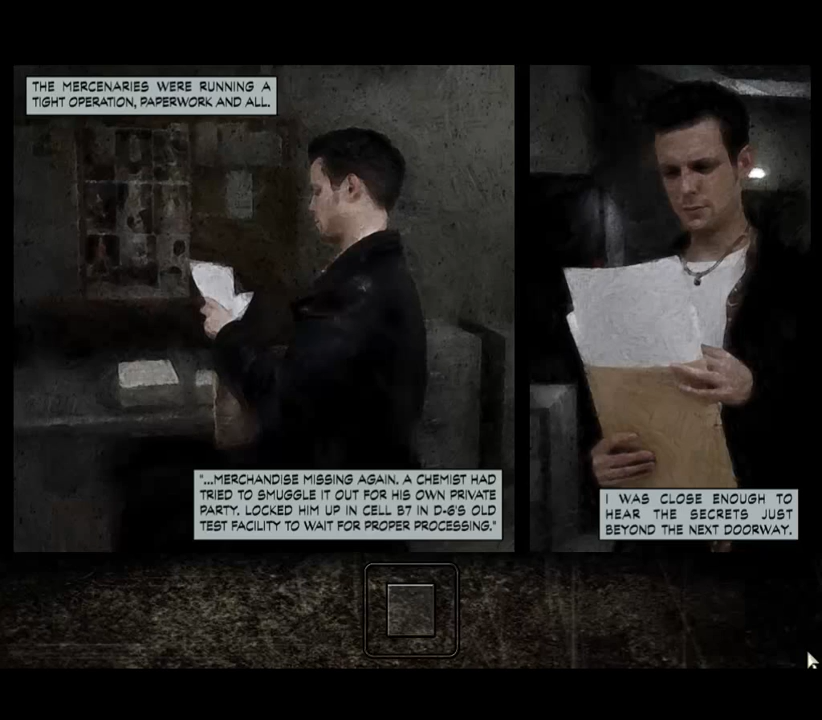 THE MERCENARIES WERE RUNNING A
TIGHT OPERATION, PAPERWORK AND ALL.
"...MERCHANDISE MISSING AGAIN. A CHEMIST HAD
TRIED TO SMUGGLE IT OUT FOR HIS OWN PRIVATE
PARTY. LOCKED HIM UP IN CELL B7 IN D-6'S OLD
TEST FACILITY TO WAIT FOR PROPER PROCESSING."
I WAS CLOSE ENOUGH TO
HEAR THE SECRETS JUST
BEYOND THE NEXT DOORWAY.